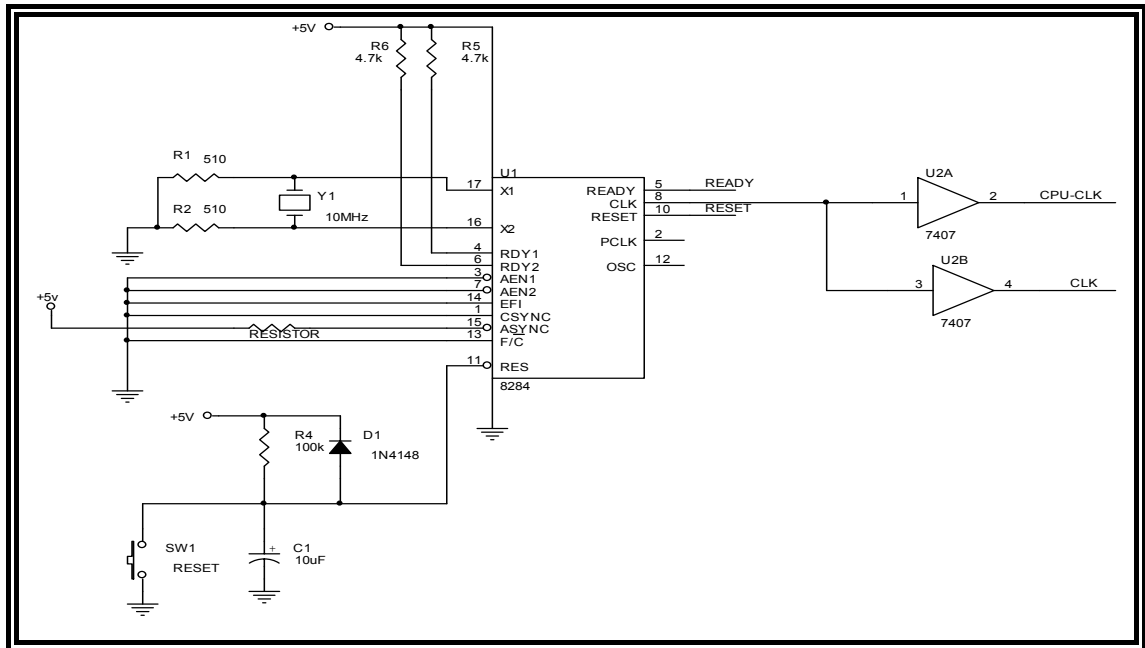 +5V
R6
4.7k
R5
4.7k
R1 510
R2 510
Y1
10MHz
U1
17 X1
16 X2
4 RDY1
6 RDY2
3 AEN1
7 AEN2
14 EFI
1 CSYNC
15 ASYNC
13 F/C
11 RES
8284
READY 5 READY
CLK 8
RESET 10 RESET
PCLK 2
OSC 12
U2A
1 2 CPU-CLK
7407
U2B
3 4 CLK
7407
+5v
RESISTOR
+5V
R4
100k
D1
1N4148
SW1
RESET
+
C1
10uF